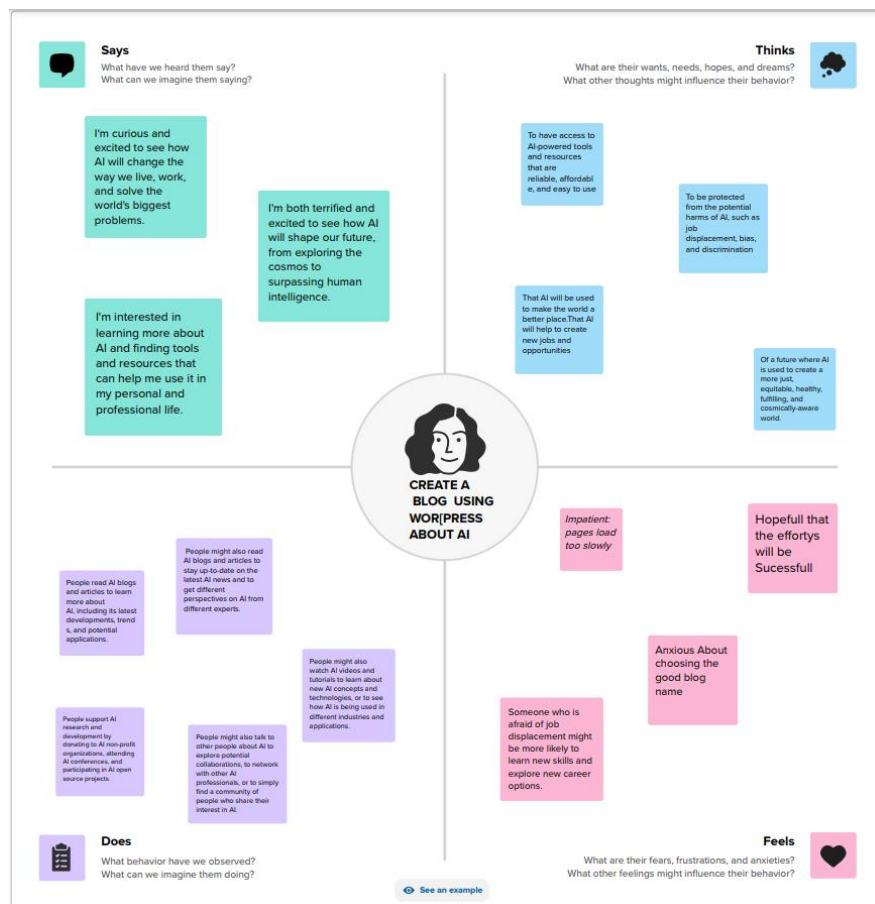 Says
What have we heard them say?
What can we imagine them saying?
I'm curious and
excited to see how
AI will change the
way we live, work,
and solve the
world's biggest
problems.
I'm both terrified and
excited to see how AI
will shape our future,
from exploring the
cosmos to
surpassing human
intelligence.
I'm interested in
learning more about
AI and finding tools
and resources that
can help me use it in
my personal and
professional life.
Thinks
What are their wants, needs, hopes, and dreams?
What other thoughts might influence their behavior?
To have access to
AI-powered tools
and resources
that are
reliable, affordabl
e, and easy to use
To be protected
from the potential
harms of AI, such as
job
displacement, bias,
and discrimination
That AI will be used
to make the world a
better place.That AI
will help to create
new jobs and
opportunities
Of a future where AI
is used to create a
more just,
equitable, healthy,
fulfilling, and
cosmically-aware
world.
CREATE A
BLOG USING
WOR[PRESS
ABOUT AI
People read AI blogs
and articles to learn
more about
AI, including its latest
developments, trend
s, and potential
applications.
People might also read
AI blogs and articles to
stay up-to-date on the
latest AI news and to
get different
perspectives on AI from
different experts.
People might also
watch AI videos and
tutorials to learn about
new AI concepts and
technologies, or to see
how AI is being used in
different industries and
applications.
People support AI
research and
development by
donating to AI non-profit
organizations, attending
AI conferences, and
participating in AI open
source projects.
People might also talk to
other people about AI to
explore potential
collaborations, to network
with other AI
professionals, or to simply
find a community of
people who share their
interest in AI.
Does
What behavior have we observed?
What can we imagine them doing?
Impatient:
pages load
too slowly
Hopefull that
the effortys
will be
Sucessfull
Anxious About
choosing the
good blog
name
Someone who is
afraid of job
displacement might
be more likely to
learn new skills and
explore new career
options.
Feels
What are their fears, frustrations, and anxieties?
What other feelings might influence their behavior?
See an example